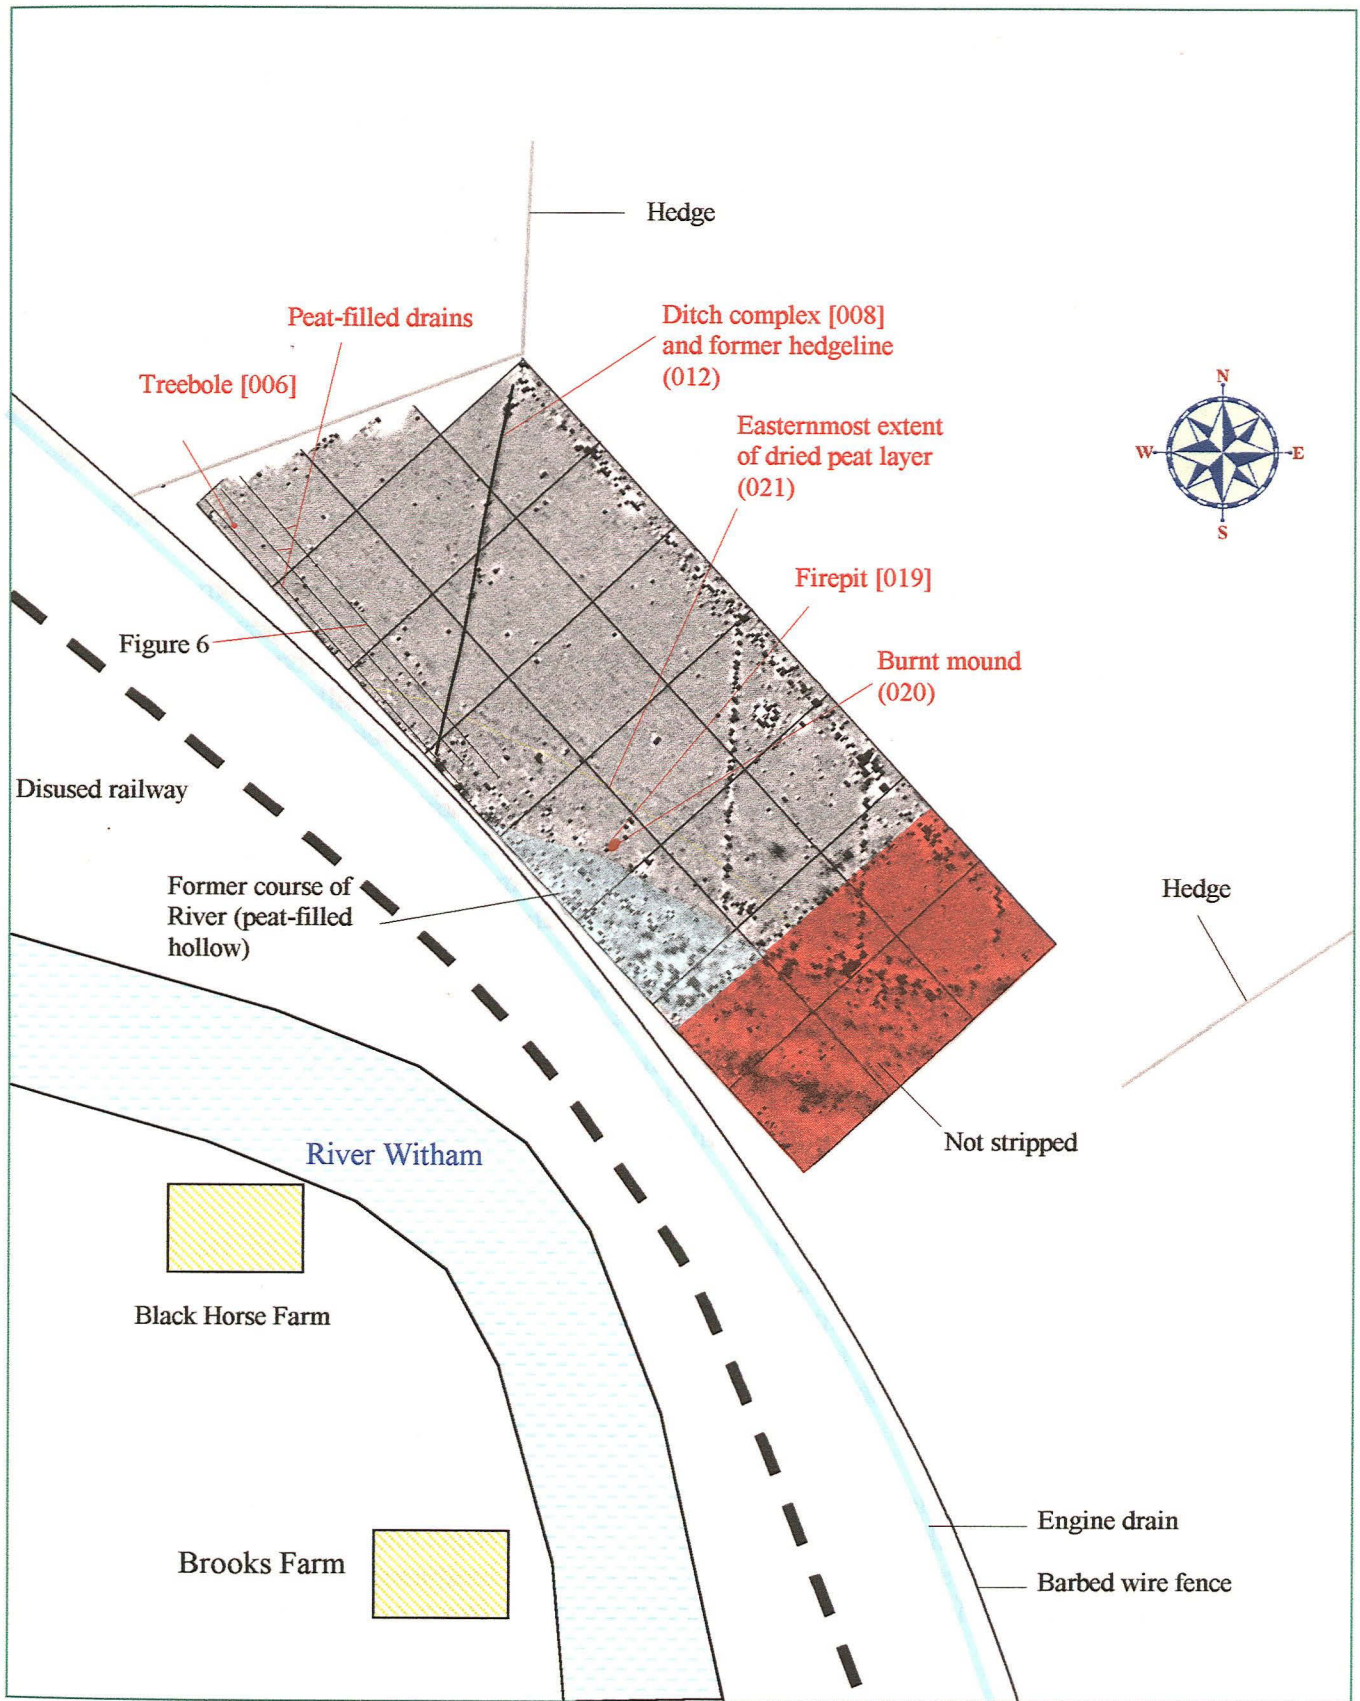 Hedge
Peat-filled drains
Ditch complex [008]
and former hedgeline
(012)
Treebole [006]
Easternmost extent
of dried peat layer
(021)
N
W
E
S
Firepit [019]
Figure 6
Burnt mound
(020)
Disused railway
Former course of
River (peat-filled
hollow)
Hedge
Not stripped
River Witham
Black Horse Farm
Engine drain
Brooks Farm
Barbed wire fence